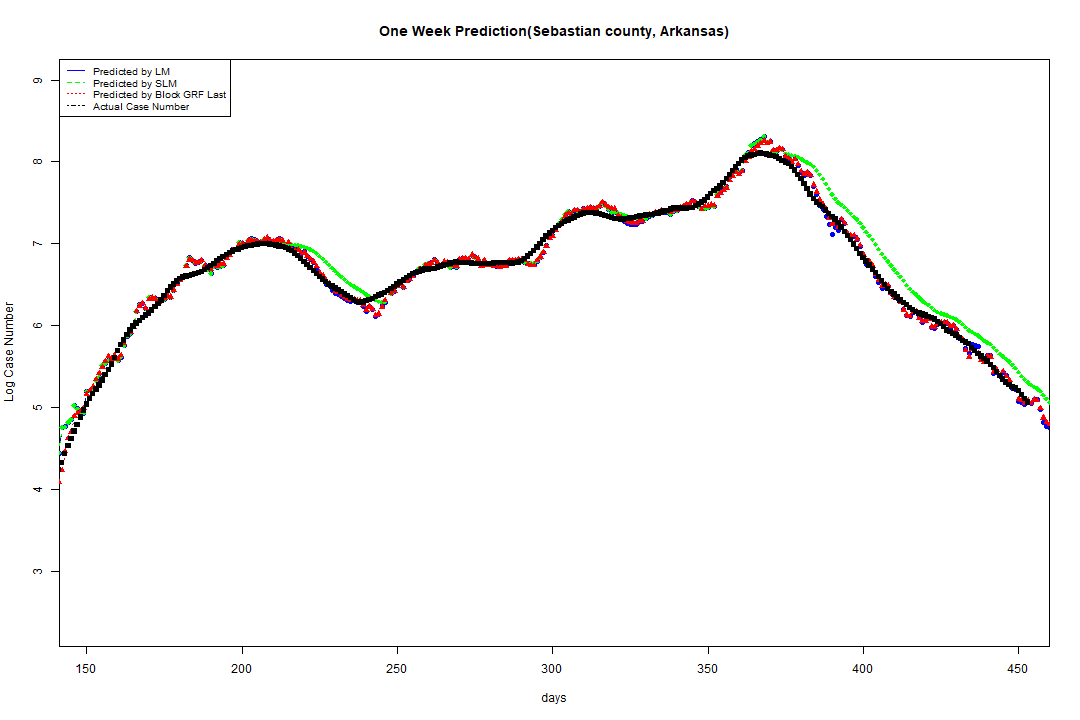 One Week Prediction(Sebastian county, Arkansas)
Predicted by LM
Predicted by SLM
Predicted by Block GRF Last
Actual Case Number
9
8
7
6
5
4
3
Log Case Number
150 200 250 300 350 400 450
days